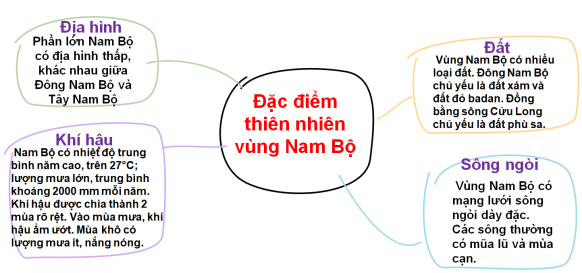 Địa hình
Phần lớn Nam Bộ
có địa hình thấp,
khác nhau giữa
Đông Nam Bộ và
Tây Nam Bộ
Khí hậu
Nam Bộ có nhiệt độ trung
bình năm cao, trên 27°C;
lượng mưa lớn, trung bình
khoảng 2000 mm mỗi năm.
Khí hậu được chia thành 2
mùa rõ rệt. Vào mùa mưa, khí
hậu ẩm ướt. Mùa khô có
lượng mưa ít, nắng nóng.
Đặc điểm
thiên nhiên
vùng Nam Bộ
Đất
Vùng Nam Bộ có nhiều
loại đất. Đông Nam Bộ
chủ yếu là đất xám và
đất đỏ badan. Đồng
bằng sông Cửu Long
chủ yếu là đất phù sa.
Sông ngòi
Vùng Nam Bộ có
mạng lưới sông
ngòi dày đặc.
Các sông thường
có mùa lũ và mùa
cạn.